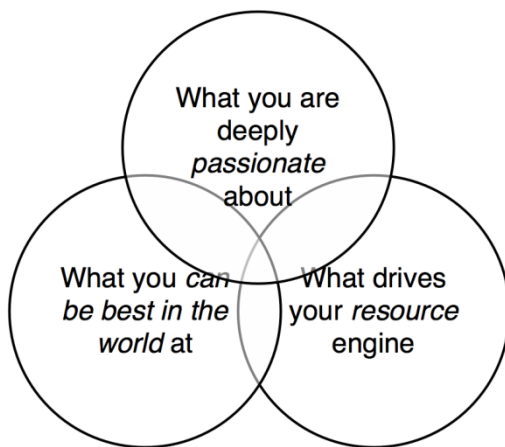 What you are
deeply
passionate
about
What you can
be best in the
world at
What drives
your resource
engine